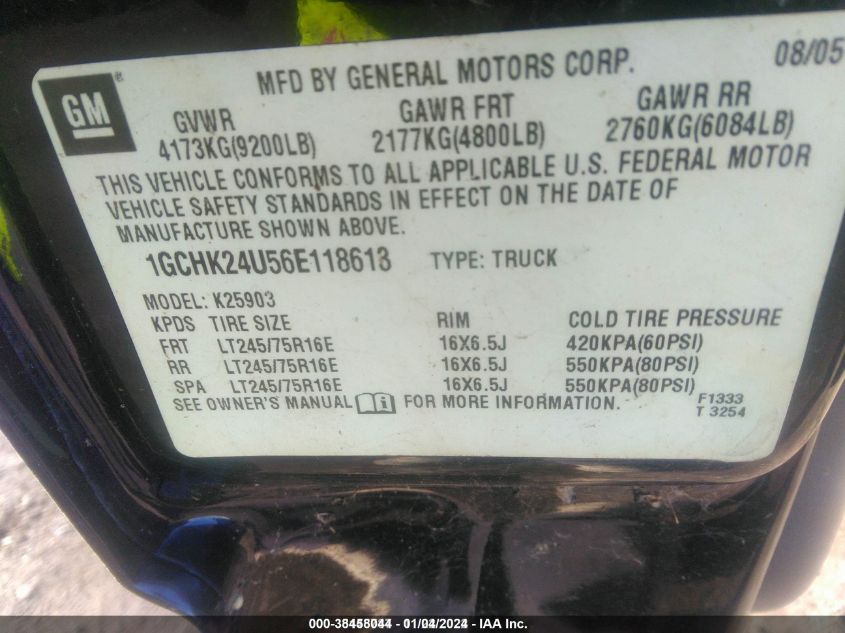 GM®
MFD BY GENERAL MOTORS CORP. 08/05
GVWR GAWR FRT GAWR RR
4173KG(9200LB) 2177KG(4800LB) 2760KG(6084LB)
THIS VEHICLE CONFORMS TO ALL APPLICABLE U.S. FEDERAL MOTOR
VEHICLE SAFETY STANDARDS IN EFFECT ON THE DATE OF
MANUFACTURE SHOWN ABOVE.
1GCHK24U56E118613 TYPE: TRUCK
MODEL: K25903
KPDS TIRE SIZE RIM COLD TIRE PRESSURE
FRT LT245/75R16E 16X6.5J 420KPA(60PSI)
RR LT245/75R16E 16X6.5J 550KPA(80PSI)
SPA LT245/75R16E 16X6.5J 550KPA(80PSI)
SEE OWNER'S MANUAL FOR MORE INFORMATION. F1333
T 3254
000-38458044 - 01/04/2024 - IAA Inc.